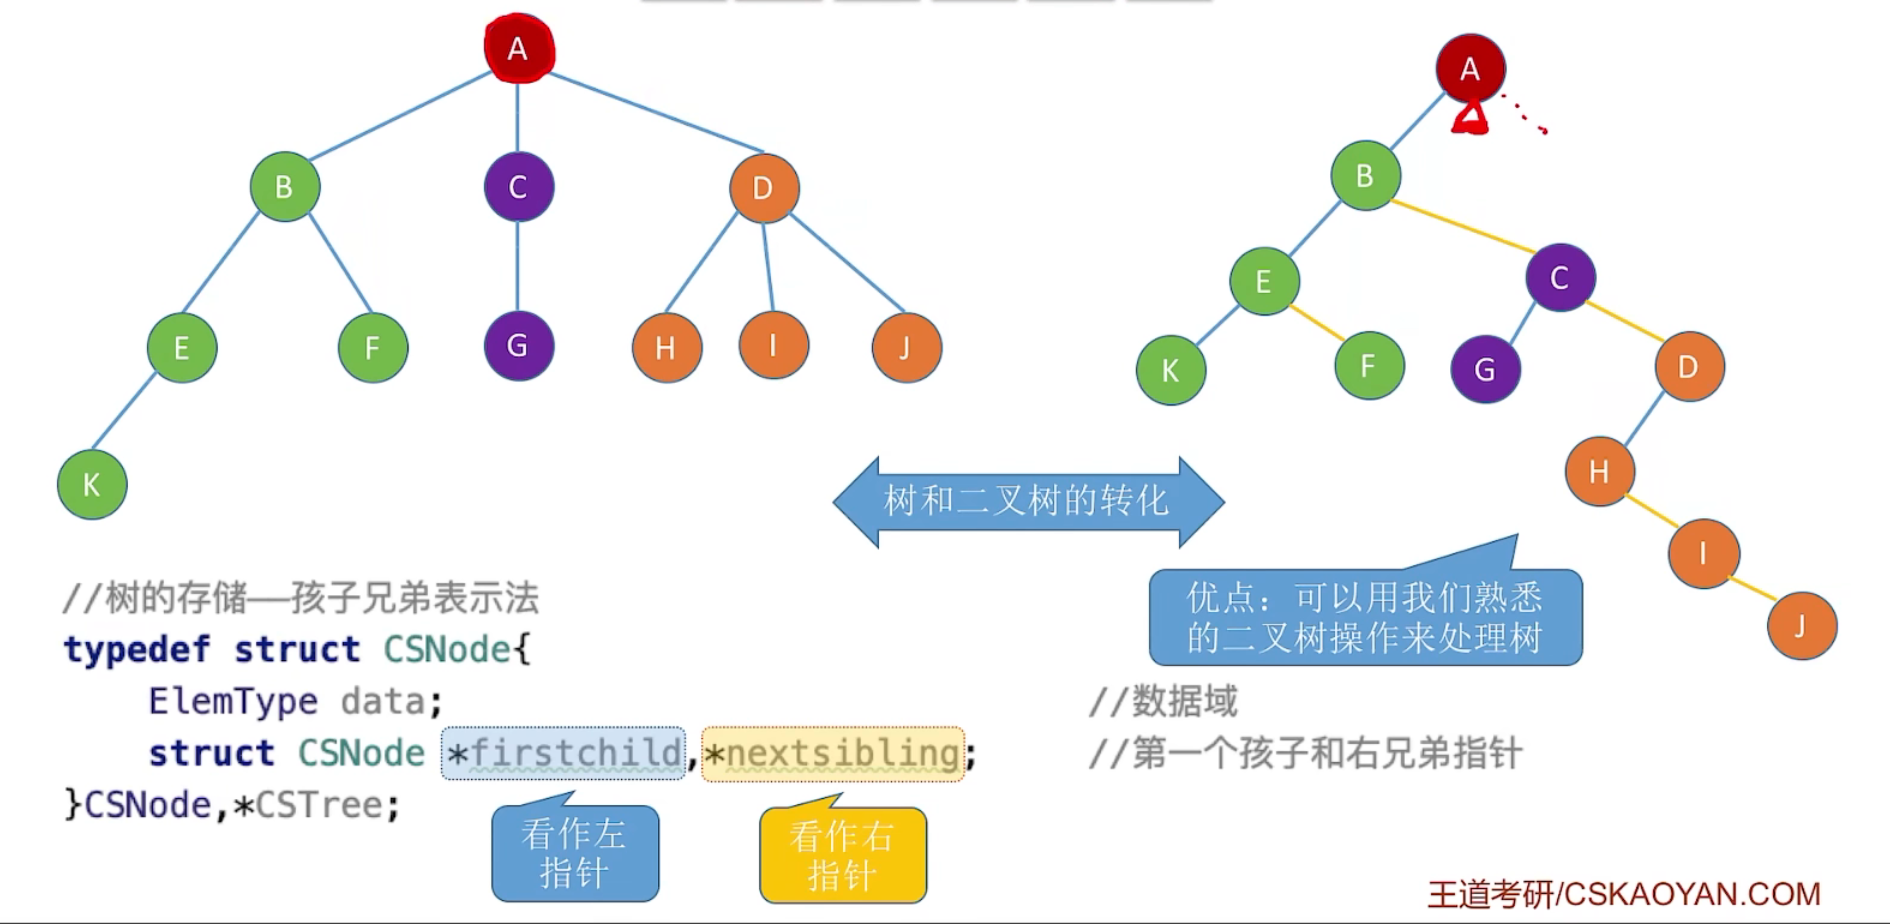 A
A
B
C
D
B
C
E
E
F
G
H
I
J
K
F
G
D
K
H
I
J
树和二叉树的转化
优点：可以用我们熟悉
的二叉树操作来处理树
//树的存储——孩子兄弟表示法
typedef struct CSNode{
ElemType data; //数据域
struct CSNode *firstchild,*nextsibling; //第一个孩子和右兄弟指针
}CSNode,*CSTree;
看作左
指针
看作右
指针
王道考研/CSKAOYAN.COM